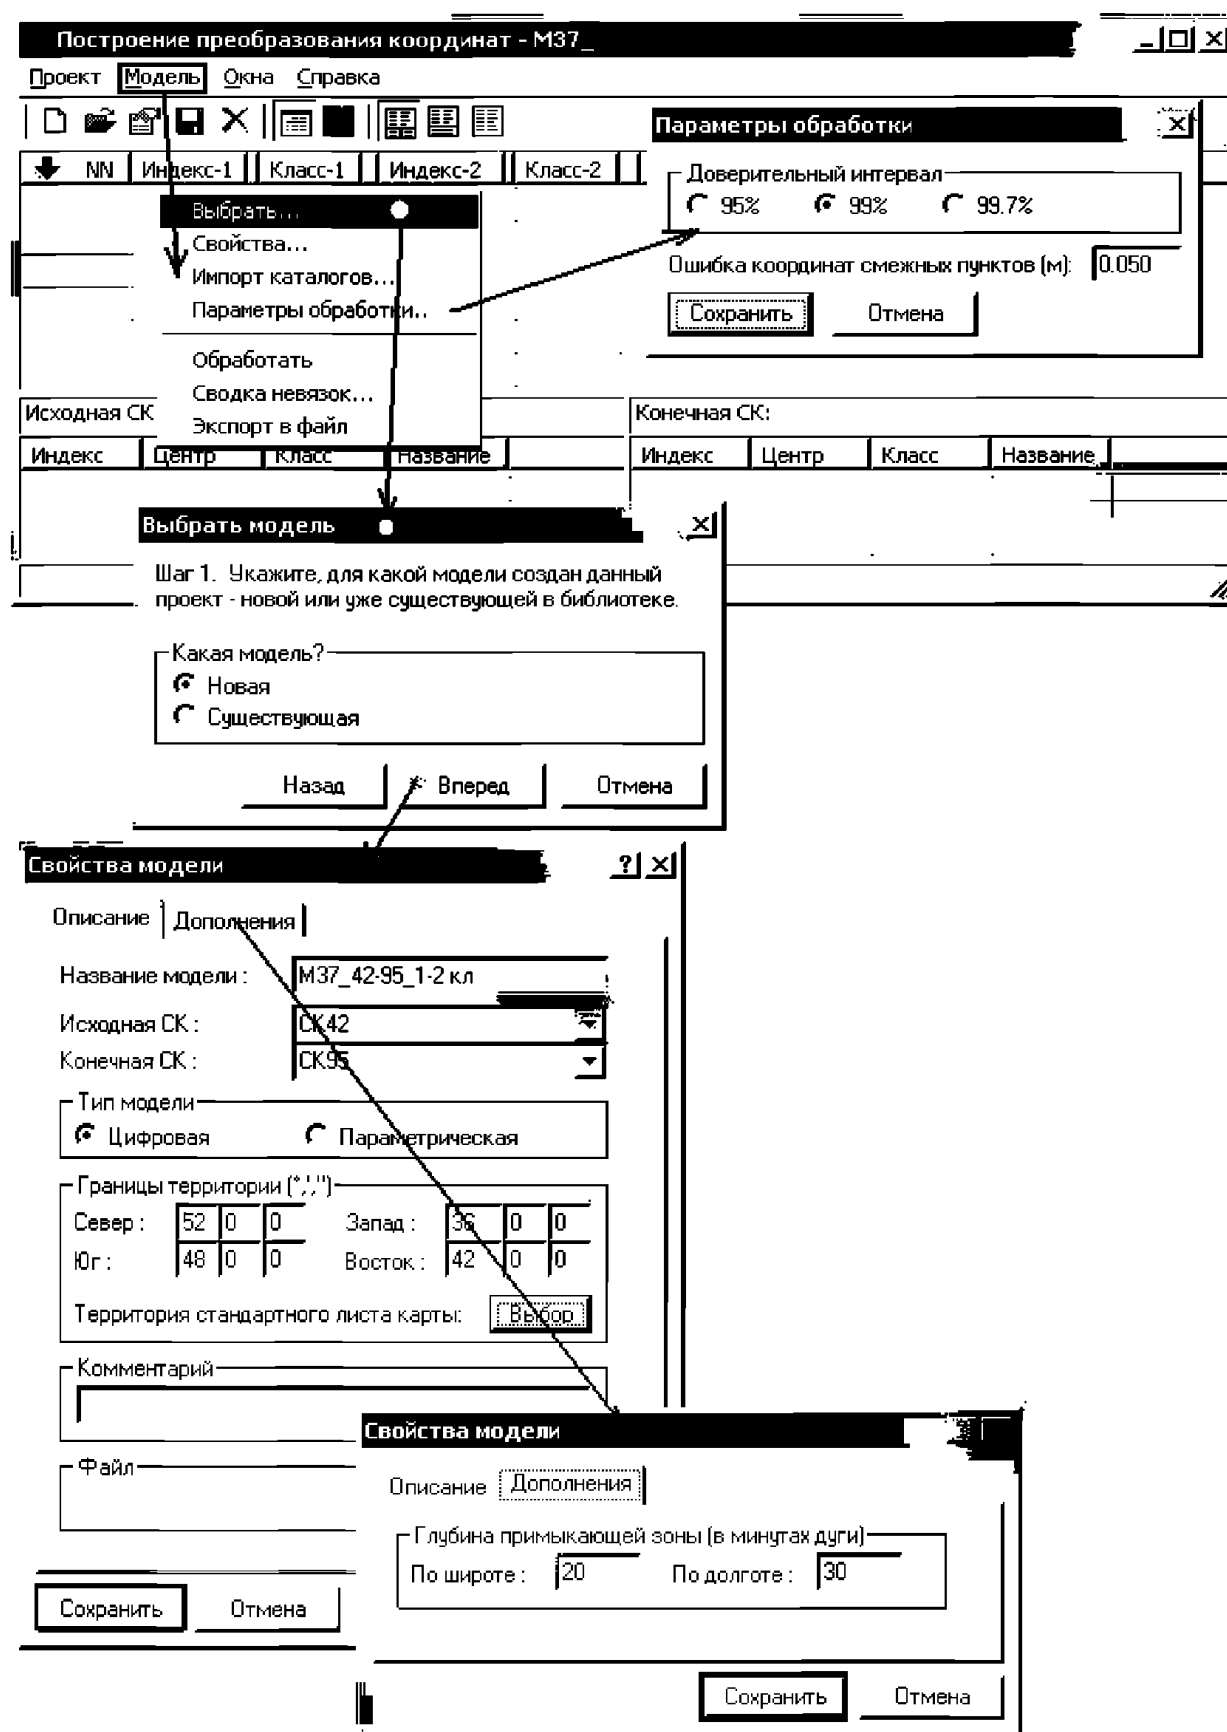 Построение преобразования координат - М37_
Проект Модель Окна Справка
NN Индекс-1 Класс-1 Индекс-2 Класс-2
Выбрать...
Свойства...
Импорт каталогов...
Параметры обработки..
Обработать
Сводка невязок...
Экспорт в файл
Параметры обработки
Доверительный интервал
95% 99% 99.7%
Ошибка координат смежных пунктов (м): 0.050
Сохранить Отмена
Исходная СК
Конечная СК:
Индекс Центр Класс Название
Индекс Центр Класс Название
Выбрать модель
Шаг 1. Укажите, для какой модели создан данный
проект - новой или уже существующей в библиотеке.
Какая модель?
Новая
Существующая
Назад Вперед Отмена
Свойства модели
Описание Дополнения
Название модели : М37_42-95_1-2 кл
Исходная СК : СК42
Конечная СК : СК95
Тип модели
Цифровая Параметрическая
Границы территории (°,',")
Север : 52 0 0 Запад : 36 0 0
Юг : 48 0 0 Восток : 42 0 0
Территория стандартного листа карты: Выбор
Комментарий
Файл
Сохранить Отмена
Свойства модели
Описание Дополнения
Глубина примыкающей зоны (в минутах дуги)
По широте : 20 По долготе : 30
Сохранить Отмена